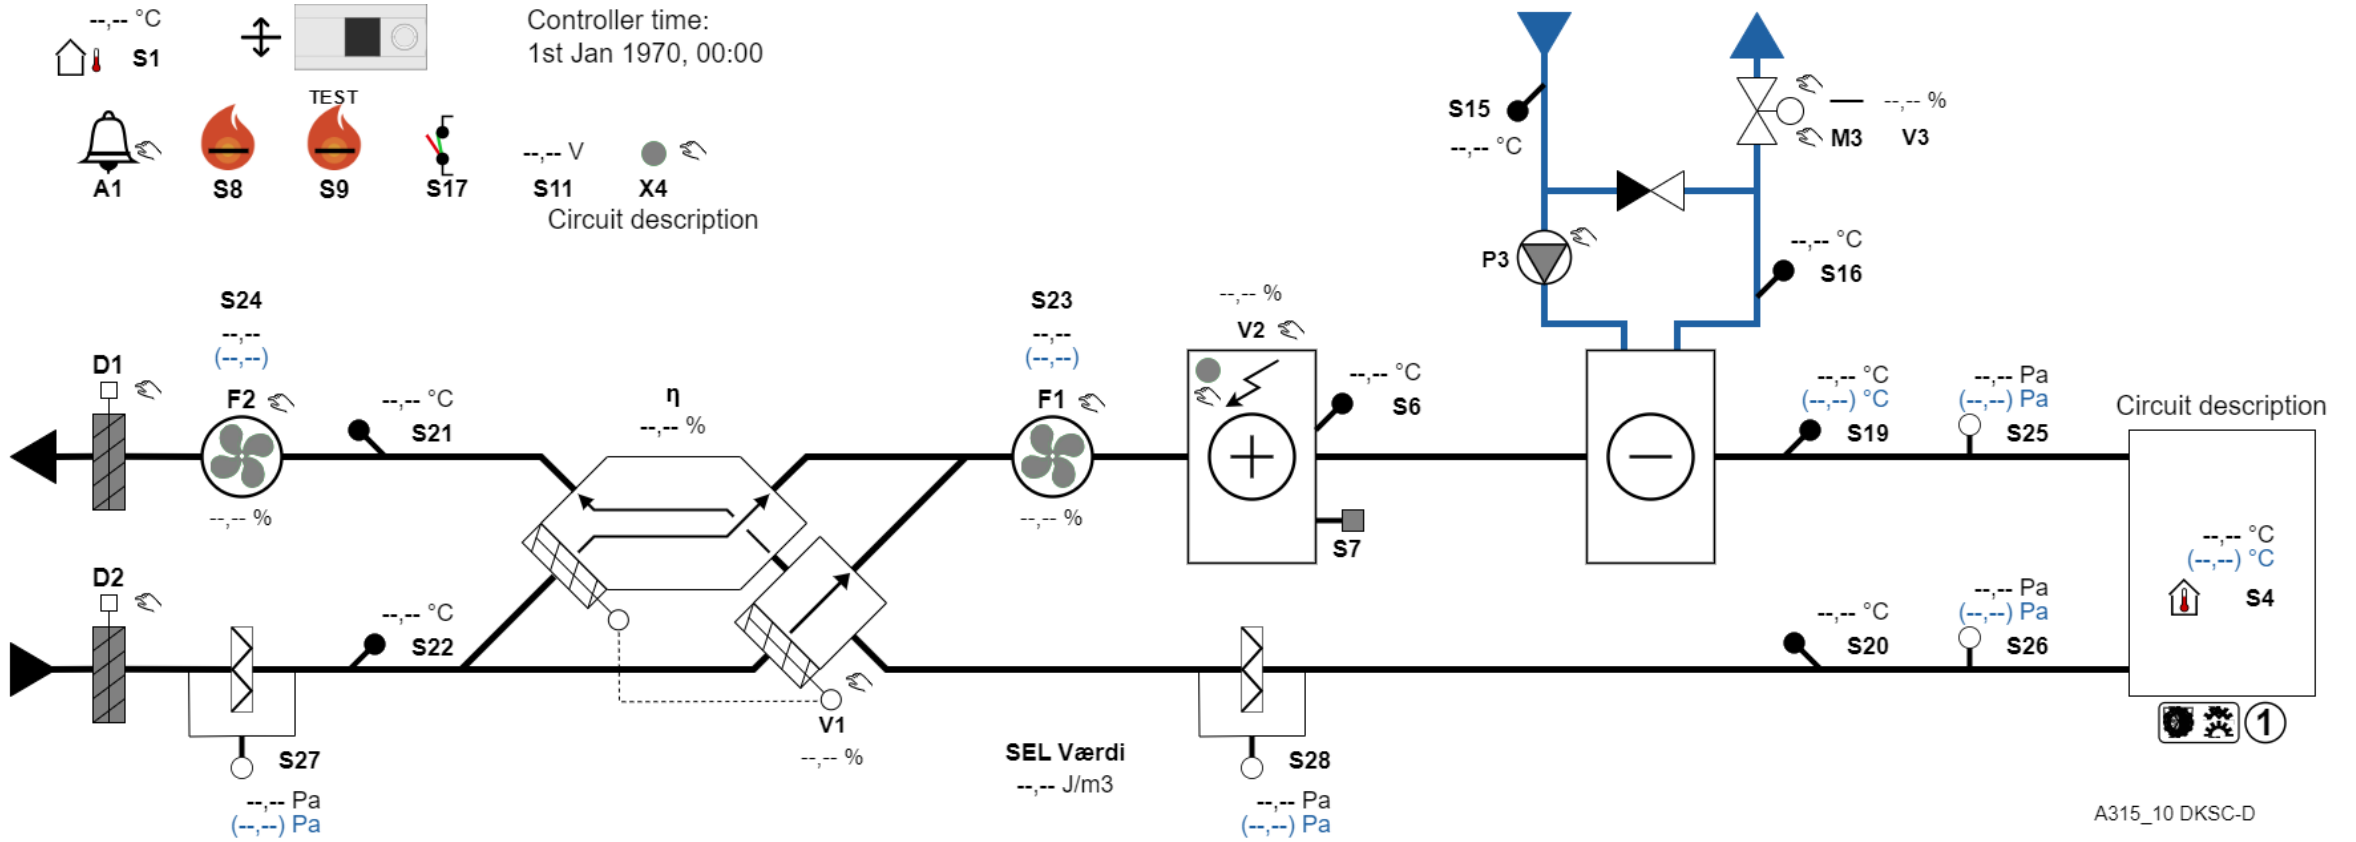 --,-- °C
S1
Controller time:
1st Jan 1970, 00:00
TEST
A1
S8
S9
S17
--,-- V
S11
X4
Circuit description
S15
--,-- °C
--,-- %
M3
V3
P3
--,-- °C
S16
S24
--,--
(--,--)
D1
F2
--,-- %
--,-- °C
S21
η
--,-- %
S23
--,--
(--,--)
F1
--,-- %
--,-- %
V2
--,-- °C
S6
S7
--,-- °C
(--,--) °C
S19
--,-- Pa
(--,--) Pa
S25
Circuit description
--,-- °C
(--,--) °C
S4
D2
--,-- °C
S22
S27
--,-- Pa
(--,--) Pa
V1
--,-- %
SEL Værdi
--,-- J/m3
S28
--,-- Pa
(--,--) Pa
--,-- °C
S20
--,-- Pa
(--,--) Pa
S26
1
A315_10 DKSC-D